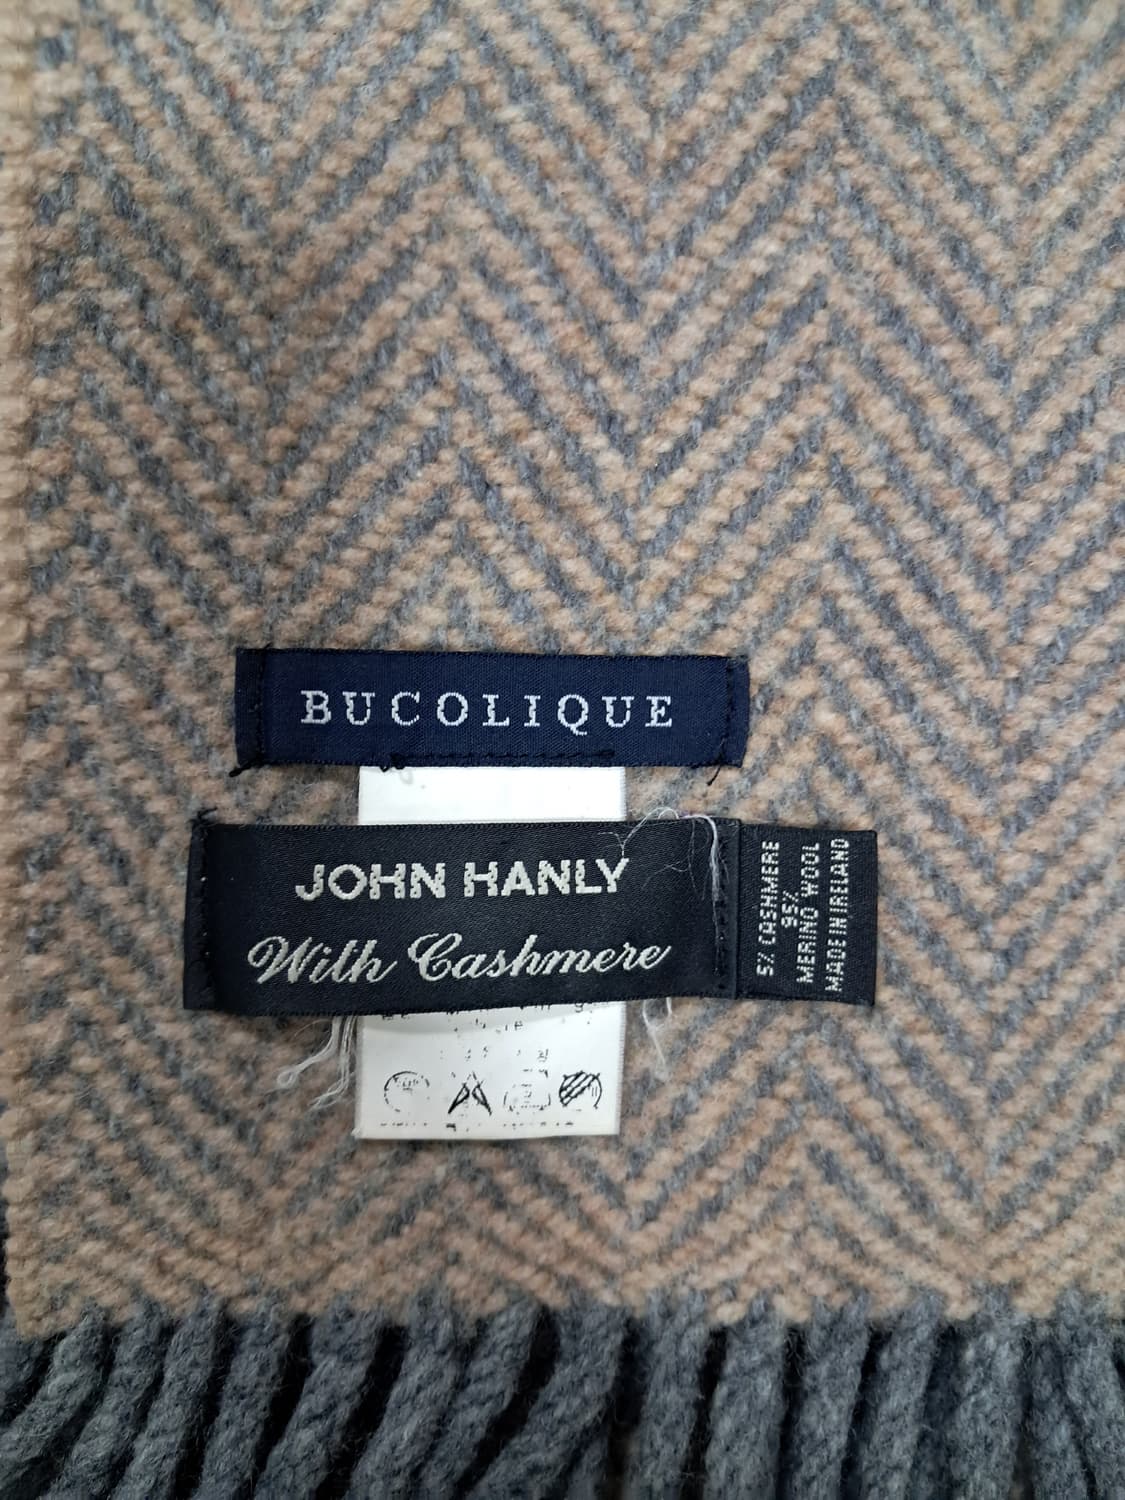 BUCOLIQUE
JOHN HANLY
With Cashmere
5% CASHMERE
95%
MERINO WOOL
MADE IN IRELAND